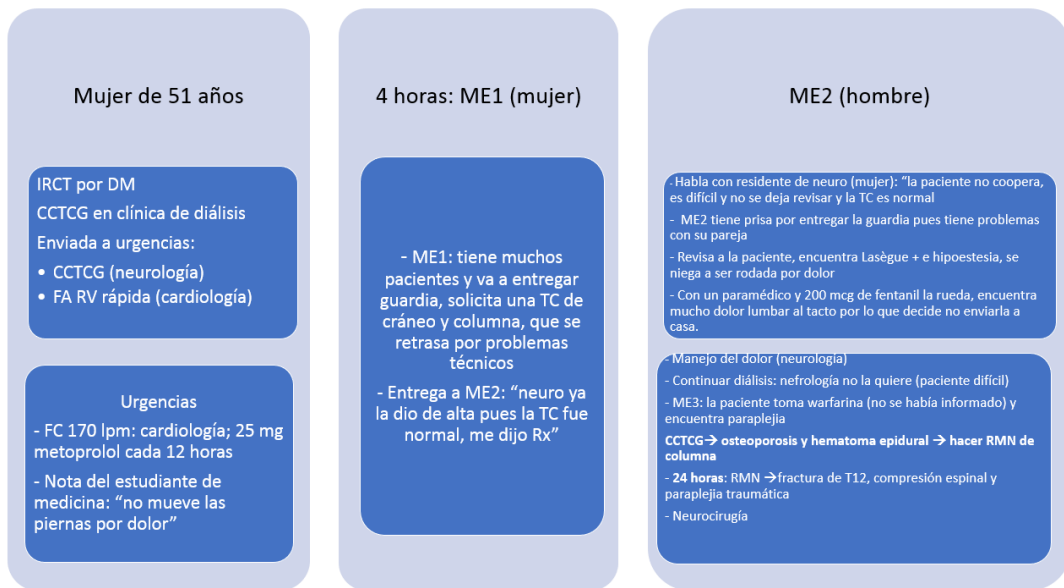 Mujer de 51 años
IRCT por DM
CCTCG en clínica de diálisis
Enviada a urgencias:
• CCTCG (neurología)
• FA RV rápida (cardiología)
Urgencias
- FC 170 lpm: cardiología; 25 mg
metoprolol cada 12 horas
- Nota del estudiante de
medicina: “no mueve las
piernas por dolor”
4 horas: ME1 (mujer)
- ME1: tiene muchos
pacientes y va a entregar
guardia, solicita una TC de
cráneo y columna, que se
retrasa por problemas
técnicos
- Entrega a ME2: “neuro ya
la dio de alta pues la TC fue
normal, me dijo Rx”
ME2 (hombre)
- Habla con residente de neuro (mujer): “la paciente no coopera,
es difícil y no se deja revisar y la TC es normal
- ME2 tiene prisa por entregar la guardia pues tiene problemas
con su pareja
- Revisa a la paciente, encuentra Lasègue + e hipoestesia, se
niega a ser rodada por dolor
- Con un paramédico y 200 mcg de fentanil la rueda, encuentra
mucho dolor lumbar al tacto por lo que decide no enviarla a
casa.
- Manejo del dolor (neurología)
- Continuar diálisis: nefrología no la quiere (paciente difícil)
- ME3: la paciente toma warfarina (no se había informado) y
encuentra paraplejia
CCTCG→ osteoporosis y hematoma epidural → hacer RMN de
columna
- 24 horas: RMN →fractura de T12, compresión espinal y
paraplejia traumática
- Neurocirugía